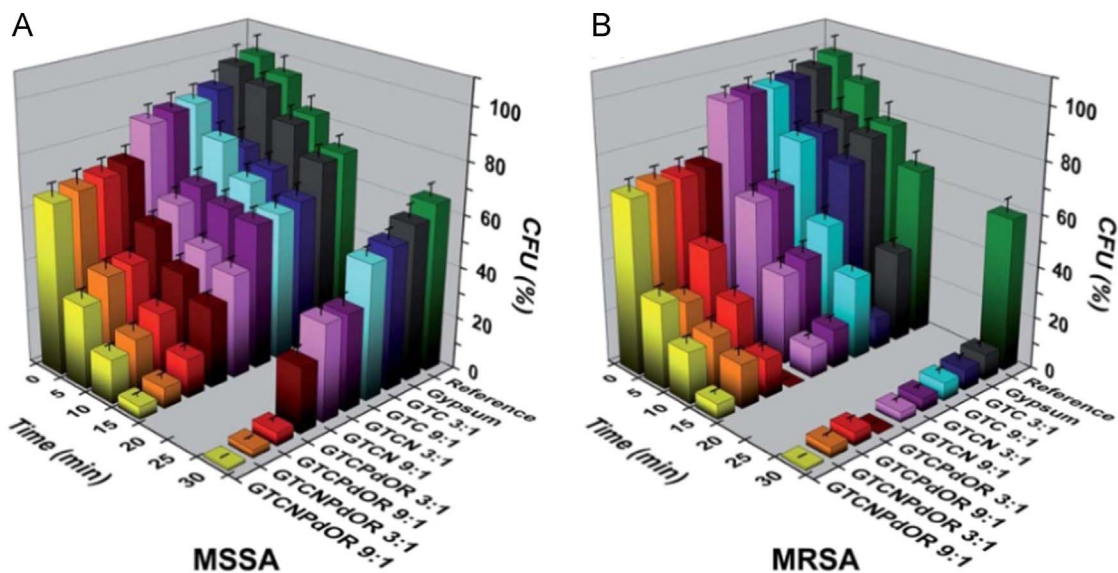 A
100
80
60
40
20
0
CFU (%)
0
5
10
15
20
25
30
Time (min)
Reference
Gypsum
GTC 3:1
GTC 9:1
GTCN 3:1
GTCN 9:1
GTCPdOR 3:1
GTCPdOR 9:1
GTCNPdOR 3:1
GTCNPdOR 9:1
MSSA
B
100
80
60
40
20
0
CFU (%)
0
5
10
15
20
25
30
Time (min)
Reference
Gypsum
GTC 3:1
GTC 9:1
GTCN 3:1
GTCN 9:1
GTCPdOR 3:1
GTCPdOR 9:1
GTCNPdOR 3:1
GTCNPdOR 9:1
MRSA